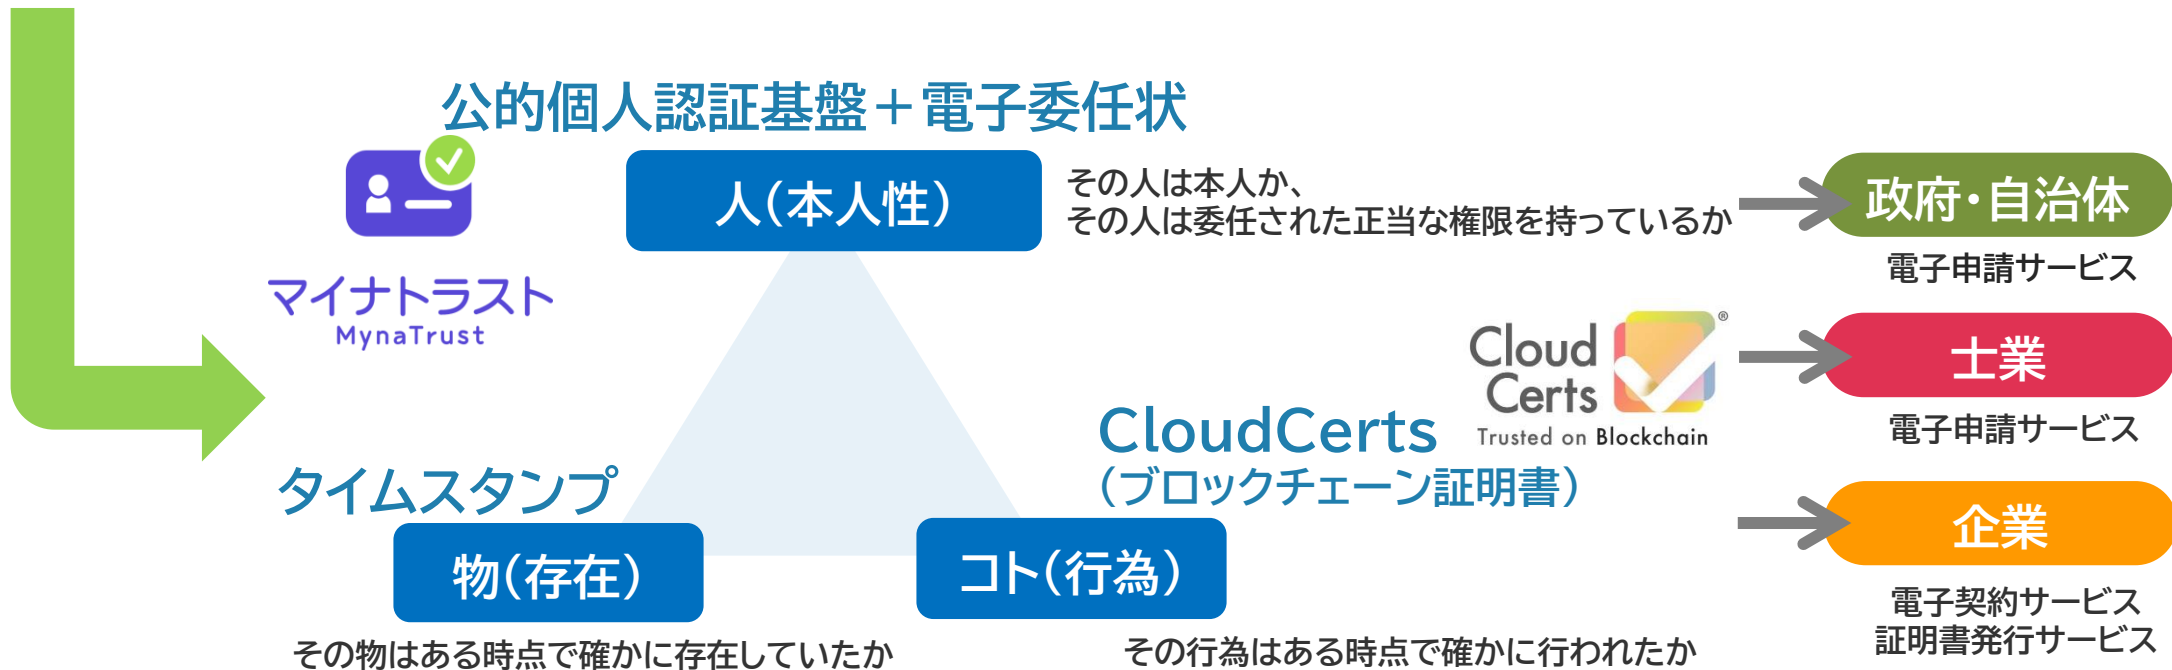 公的個人認証基盤＋電子委任状
人(本人性)
その人は本人か、
その人は委任された正当な権限を持っているか
マイナトラスト
MynaTrust
タイムスタンプ
物(存在)
その物はある時点で確かに存在していたか
Cloud
Certs
®
Trusted on Blockchain
CloudCerts
(ブロックチェーン証明書)
コト(行為)
その行為はある時点で確かに行われたか
政府・自治体
電子申請サービス
士業
電子申請サービス
企業
電子契約サービス
証明書発行サービス